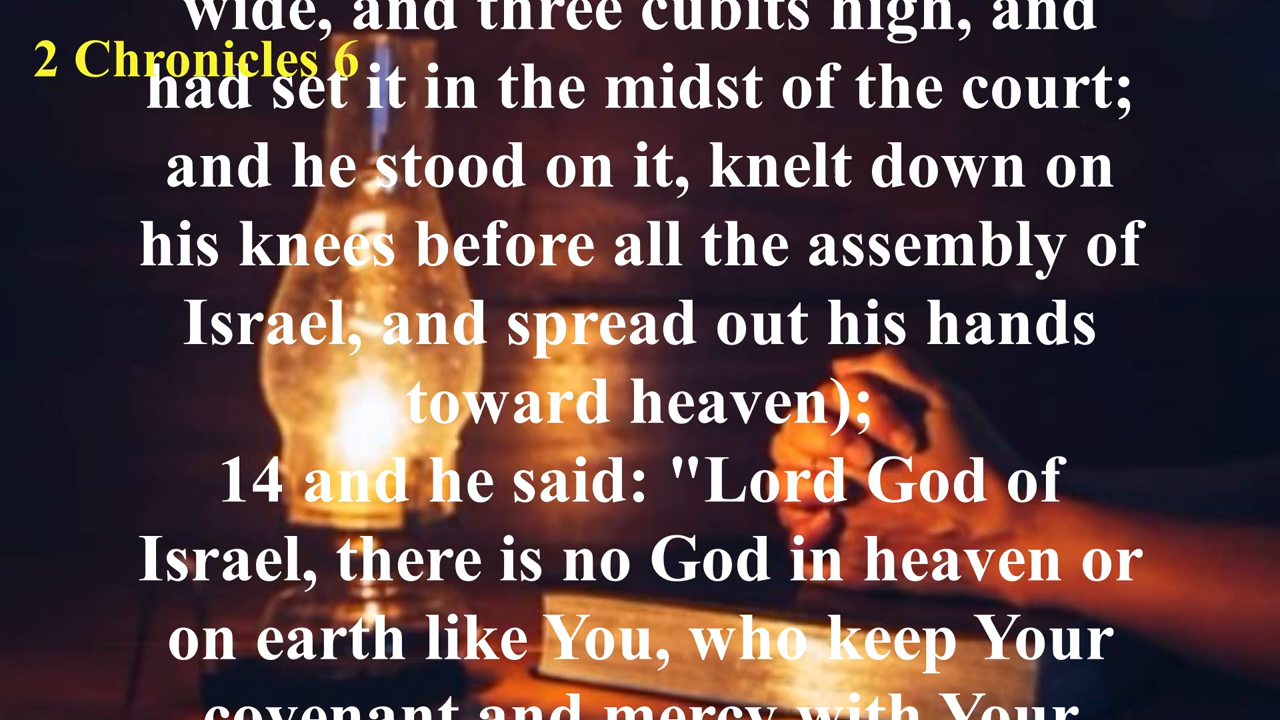 wide, and three cubits high, and
2 Chronicles 6
had set it in the midst of the court;
and he stood on it, knelt down on
his knees before all the assembly of
Israel, and spread out his hands
toward heaven);
14 and he said: "Lord God of
Israel, there is no God in heaven or
on earth like You, who keep Your
covenant and mercy with Your